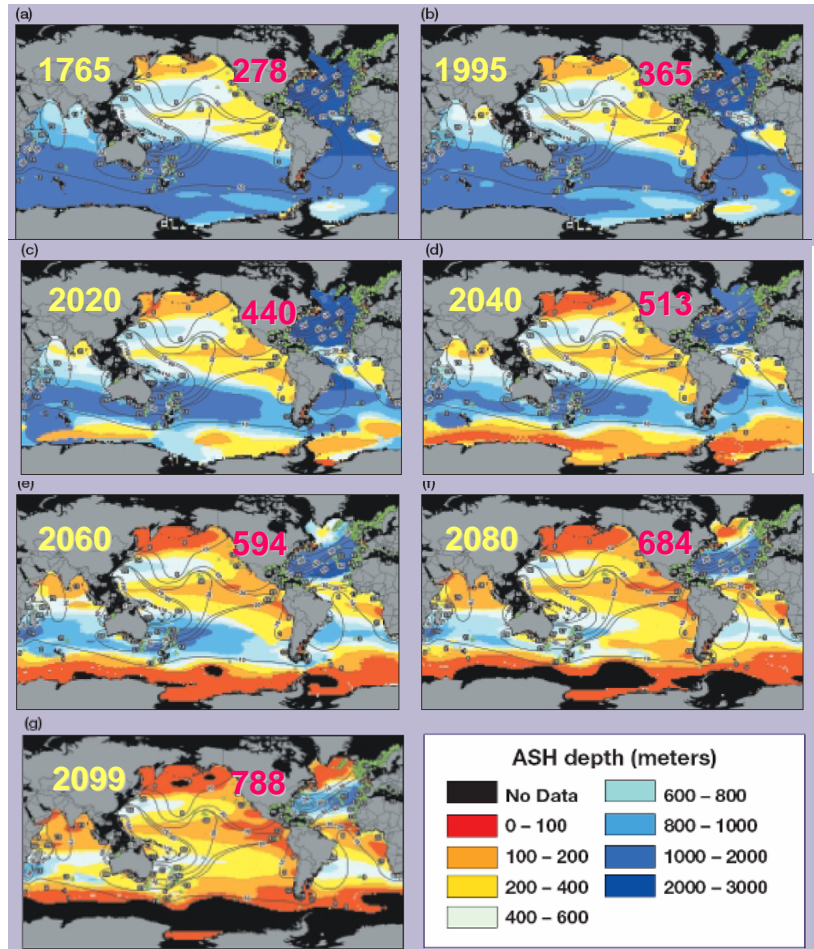 (a)
(b)
1765 278
1995 365
(c)
(d)
2020 440
2040 513
(e)
(f)
2060 594
2080 684
(g)
2099 788
ASH depth (meters)
No Data
0 – 100
100 – 200
200 – 400
400 – 600
600 – 800
800 – 1000
1000 – 2000
2000 – 3000